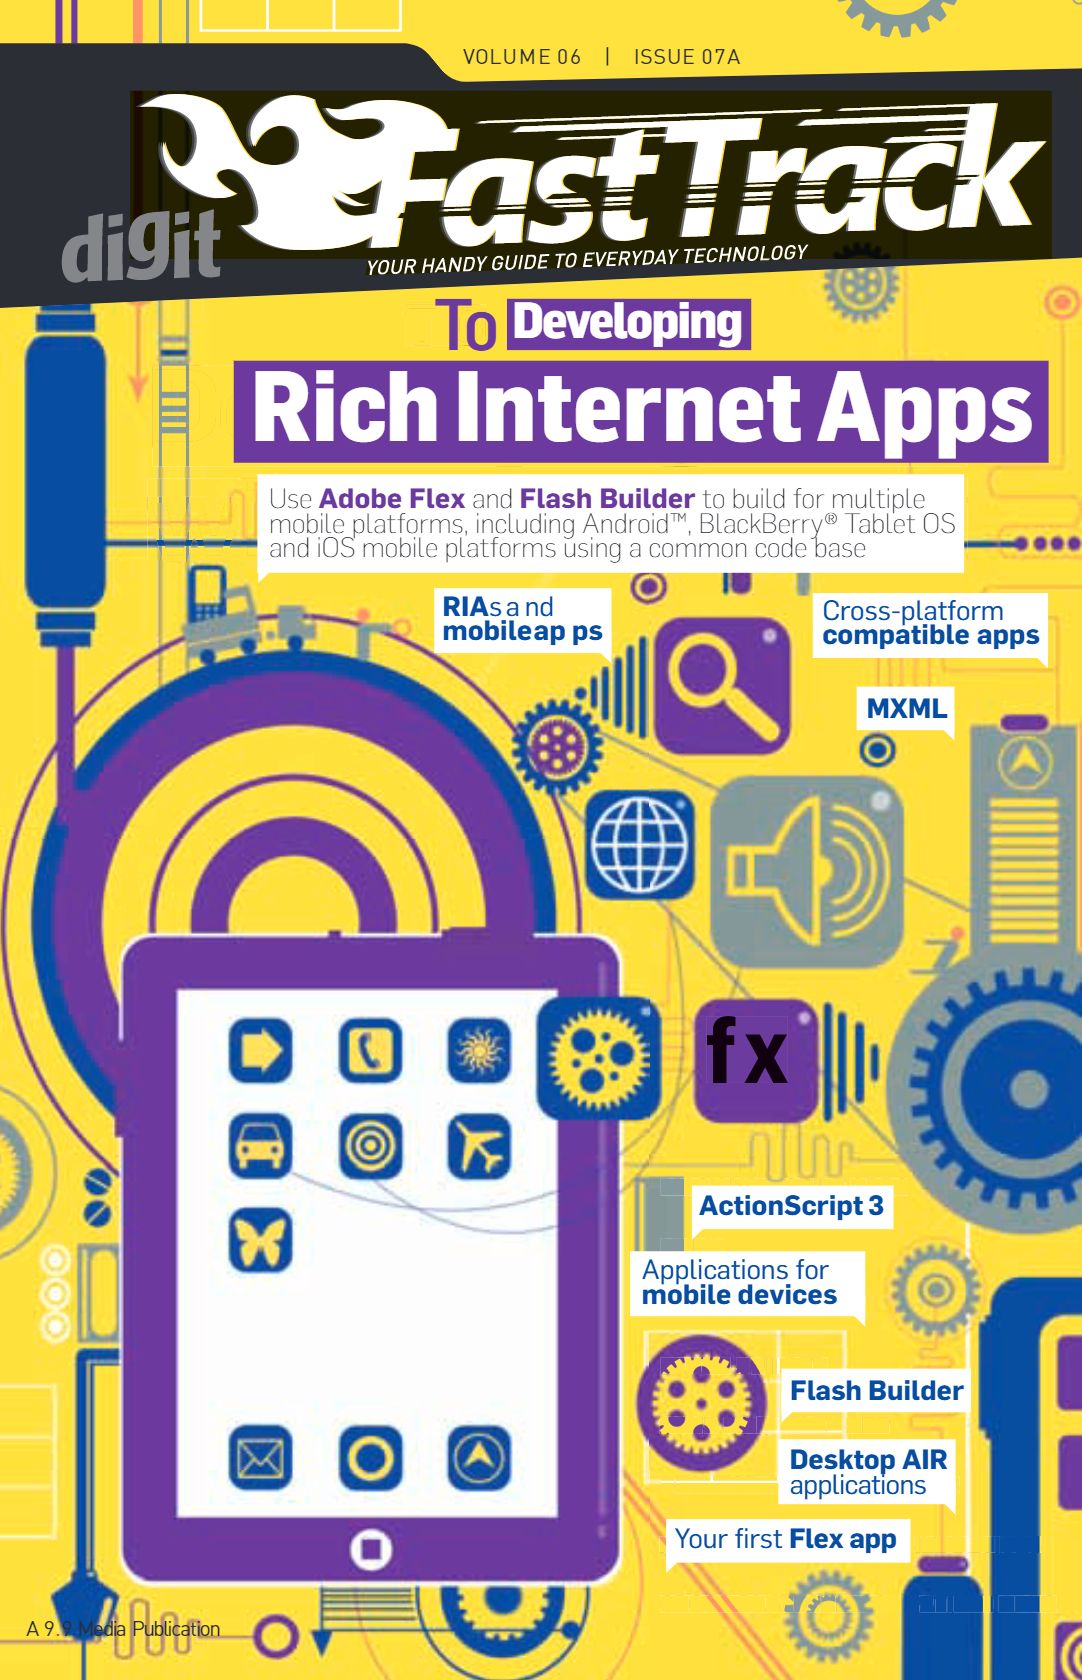 VOLUME 06 | ISSUE 07A
Fast Track
digit
YOUR HANDY GUIDE TO EVERYDAY TECHNOLOGY
To Developing
Rich Internet Apps
Use Adobe Flex and Flash Builder to build for multiple
mobile platforms, including Android™, BlackBerry® Tablet OS
and iOS mobile platforms using a common code base
RIAs a nd
mobileap ps
Cross-platform
compatible apps
MXML
fx
ActionScript 3
Applications for
mobile devices
Flash Builder
Desktop AIR
applications
Your first Flex app
A 9.9 Media Publication